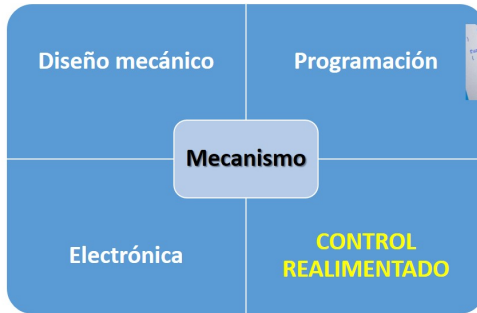 Diseño mecánico
Programación
Mecanismo
Electrónica
CONTROL
REALIMENTADO